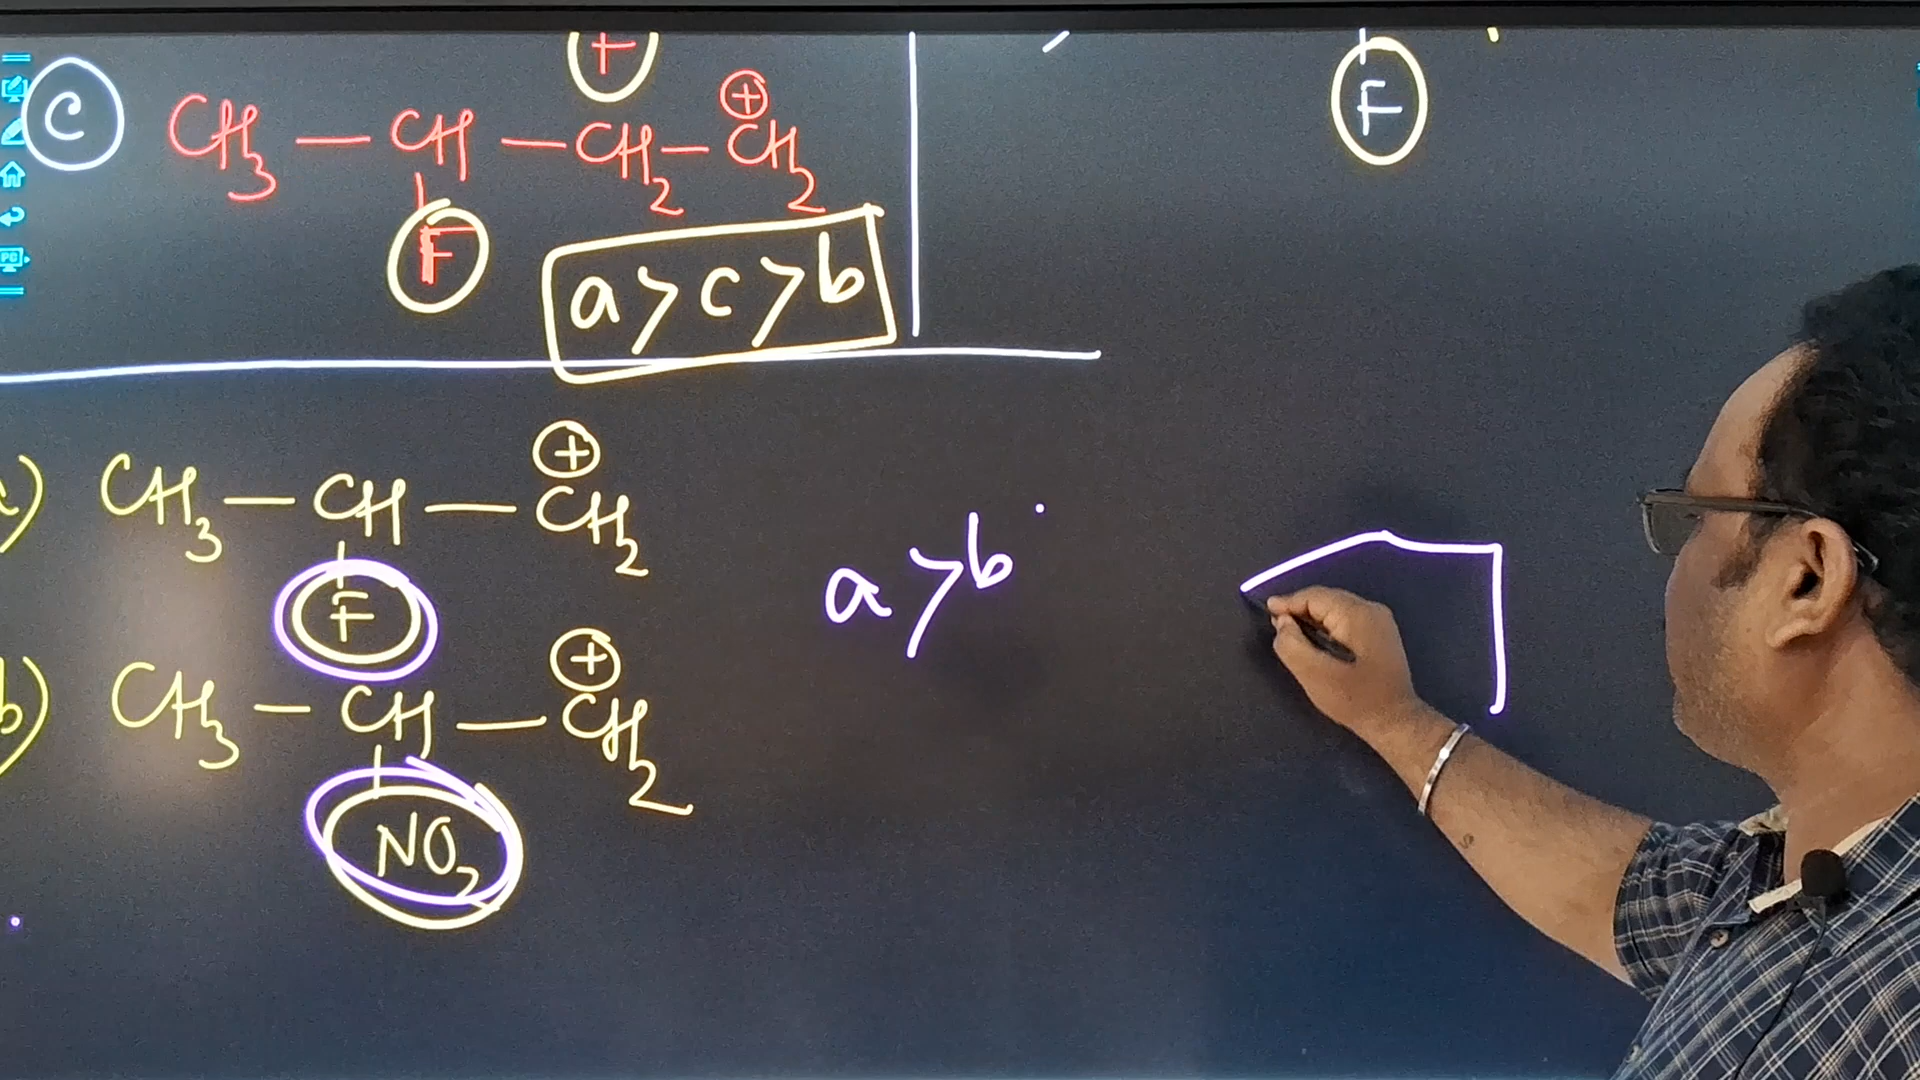 F
C CH3 — CH — CH2 — CH2 ⊕
F
F
a > c > b
a) CH3 — CH — CH2 ⊕
F
a > b
b) CH3 — CH — CH2 ⊕
NO2